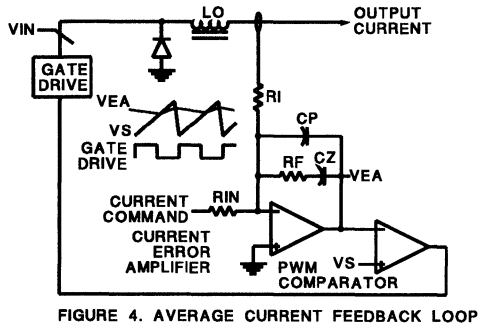 LO
OUTPUT
CURRENT
VIN
GATE
DRIVE
VEA
VS
GATE
DRIVE
RI
CP
RF
CZ
VEA
CURRENT
COMMAND
RIN
CURRENT
ERROR
AMPLIFIER
PWM
COMPARATOR
VS
FIGURE 4. AVERAGE CURRENT FEEDBACK LOOP